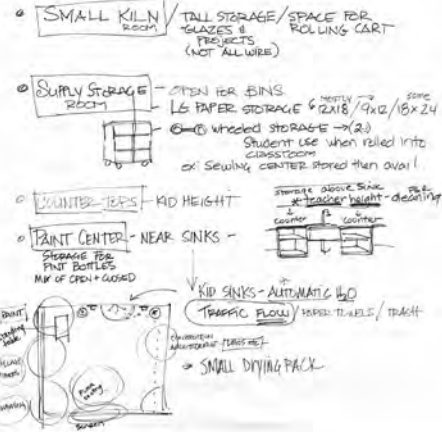 SMALL KILN ROOM / TALL STORAGE / SPACE FOR
- GLAZES & ROLLING CART
PROJECTS
(NOT ALL WIRE)
SUPPLY STORAGE ROOM - OPEN FOR BINS
LG PAPER STORAGE MOSTLY 12x18 / 9x12 / SOME 18x24
wheeled STORAGE → (2)
Student use when rolled into
CLASSROOM
ex: SEWING CENTER stored then avail.
COUNTER TOPS - KID HEIGHT
storage above sink
* teacher height - FOR cleaning
counter counter
PAINT CENTER - NEAR SINKS -
STORAGE FOR
PINT BOTTLES
MIX OF OPEN + CLOSED
KID SINKS - AUTOMATIC H2O
TRAFFIC FLOW / PAPER TOWELS / TRASH
PAINT
SMALL DRYING RACK
SCREEN